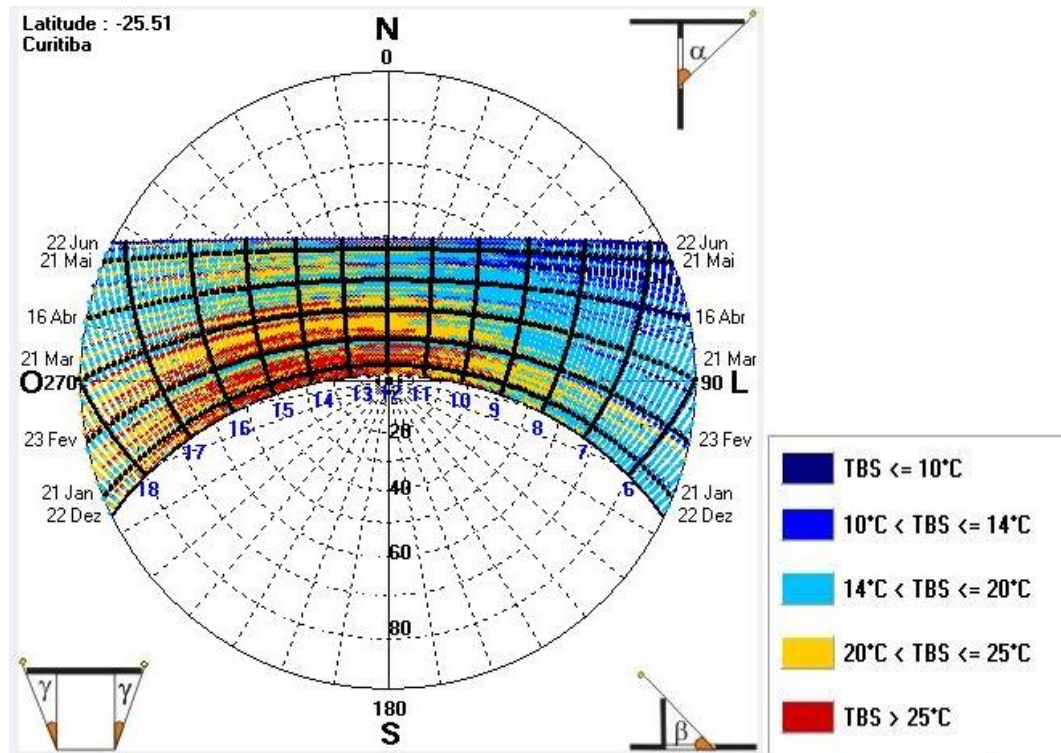 Latitude : -25.51
Curitiba
N
0
α
22 Jun
21 Mai
16 Abr
21 Mar
O 270
23 Fev
21 Jan
22 Dez
22 Jun
21 Mai
16 Abr
21 Mar
90 L
23 Fev
21 Jan
22 Dez
18
17
16
15
14
13
12
11
10
9
8
7
6
20
40
60
80
180
S
γ γ
β
TBS <= 10°C
10°C < TBS <= 14°C
14°C < TBS <= 20°C
20°C < TBS <= 25°C
TBS > 25°C